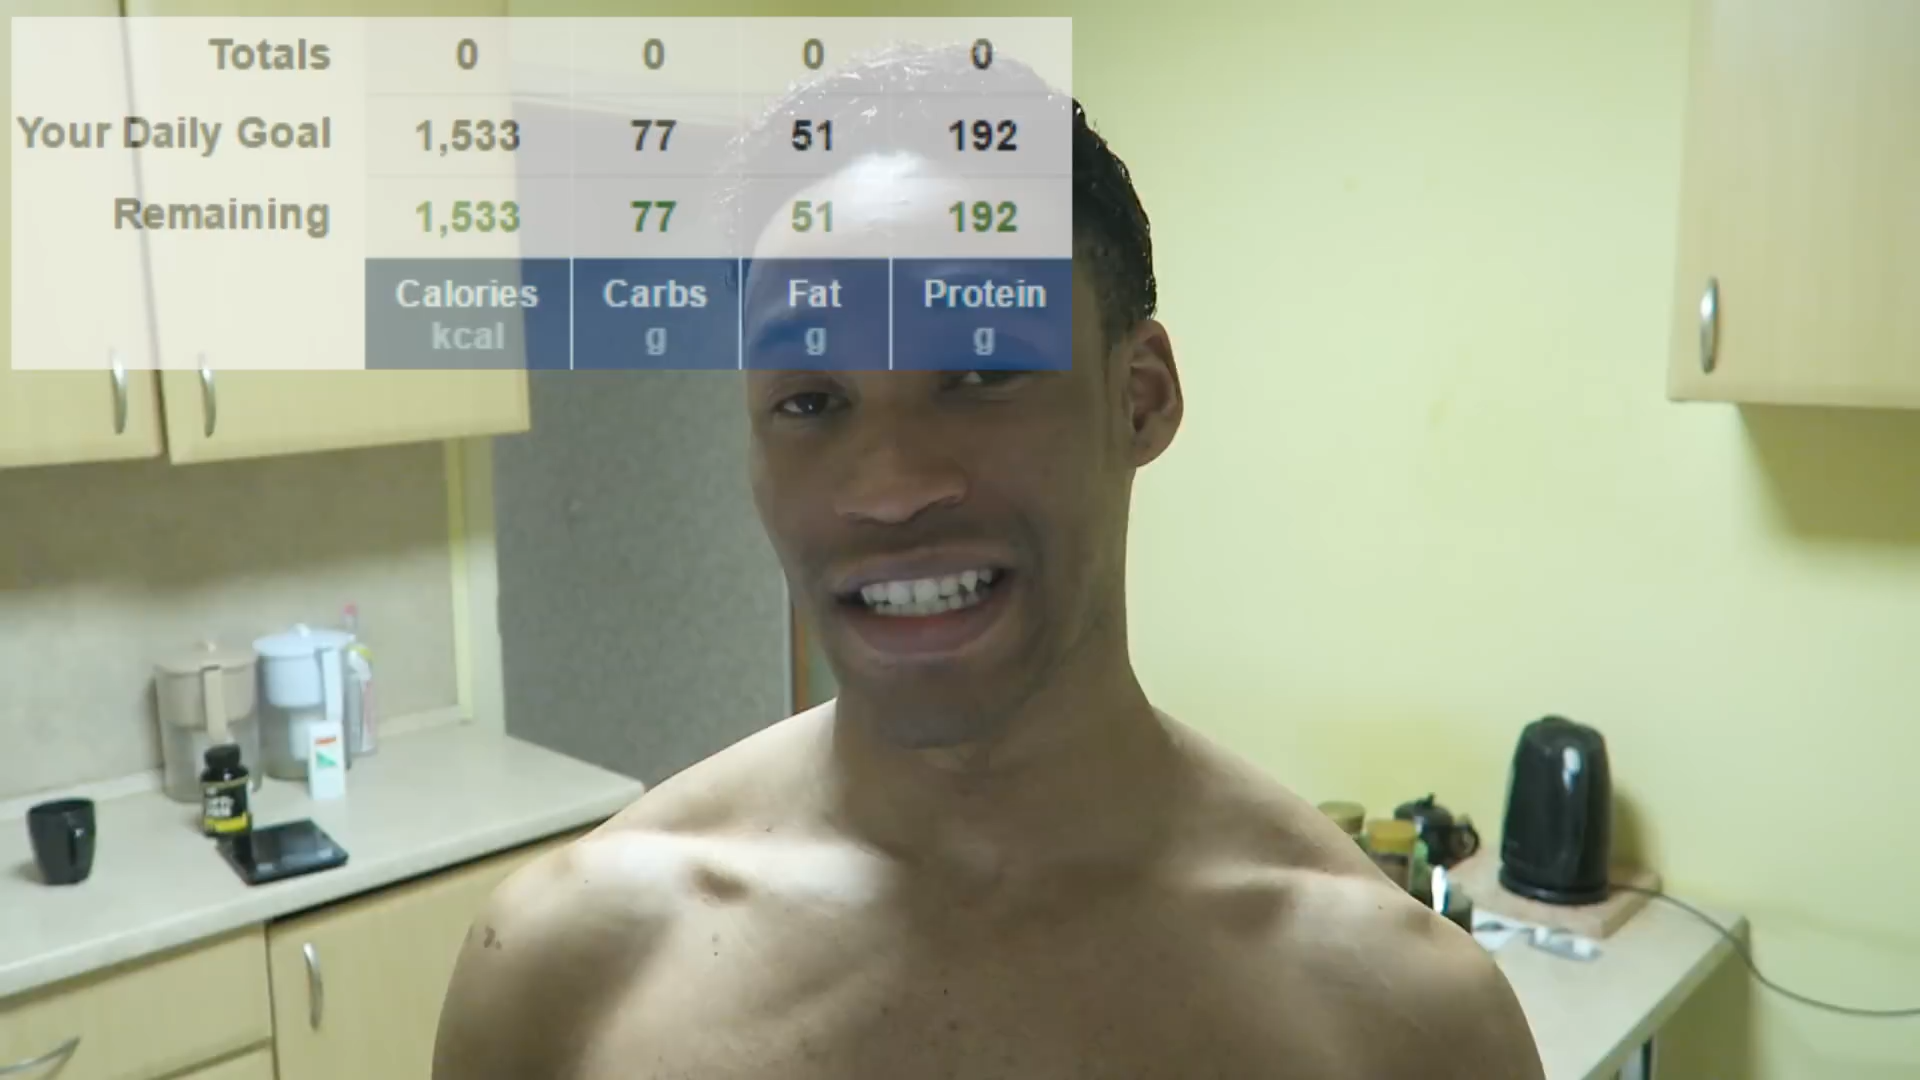 Totals 0 0 0 0
Your Daily Goal 1,533 77 51 192
Remaining 1,533 77 51 192
Calories Carbs Fat Protein
kcal g g g